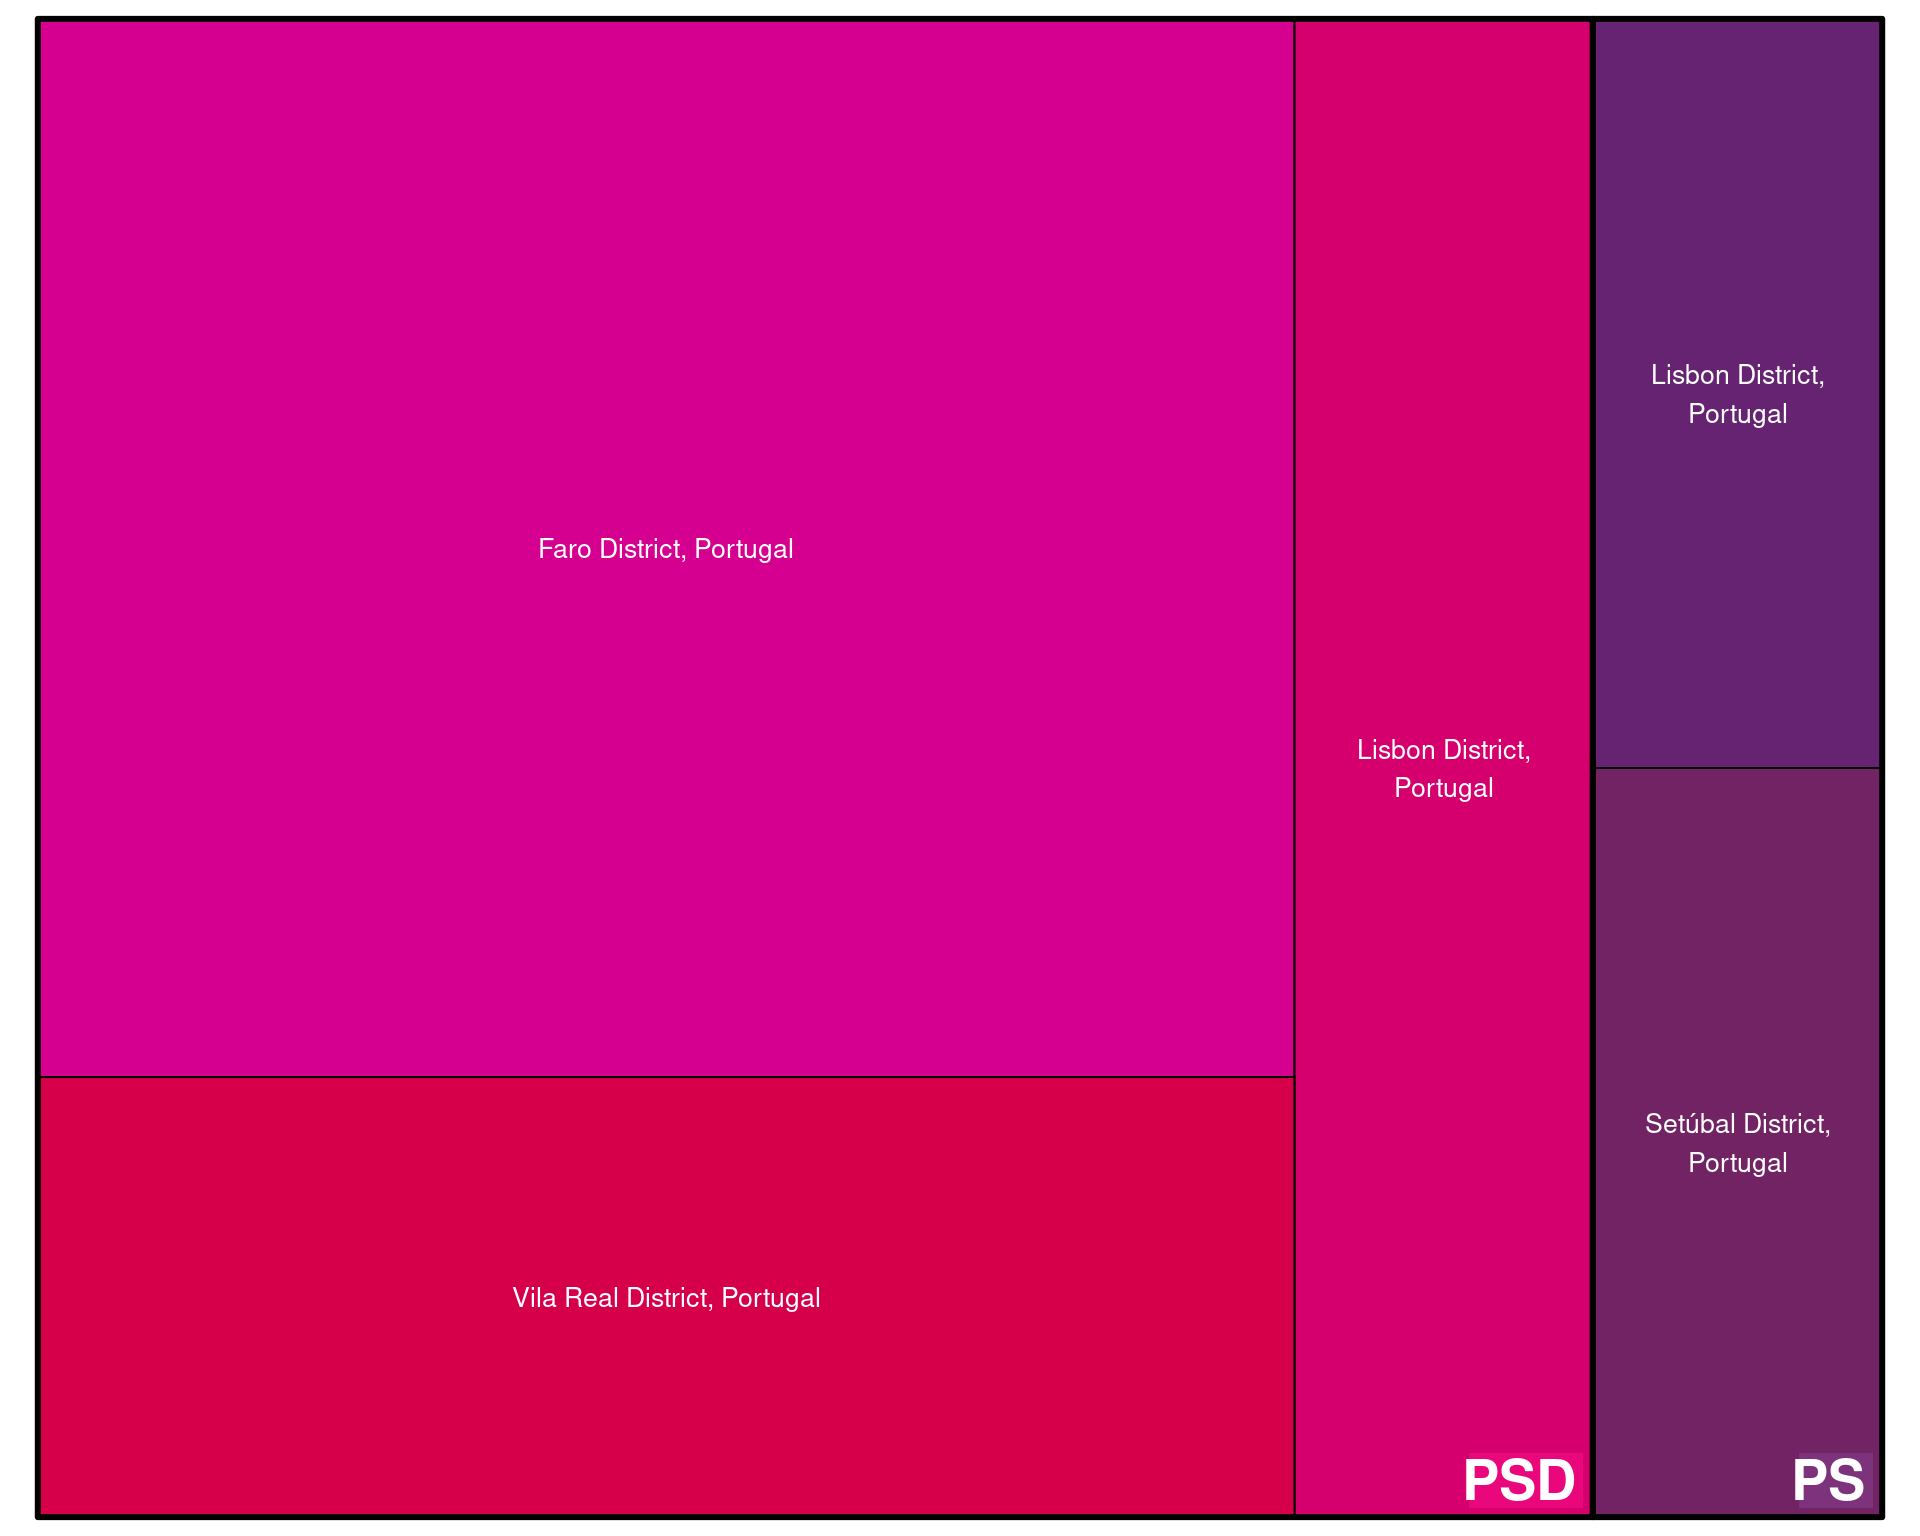 Faro District, Portugal
Vila Real District, Portugal
Lisbon District,
Portugal
PSD
Lisbon District,
Portugal
Setúbal District,
Portugal
PS